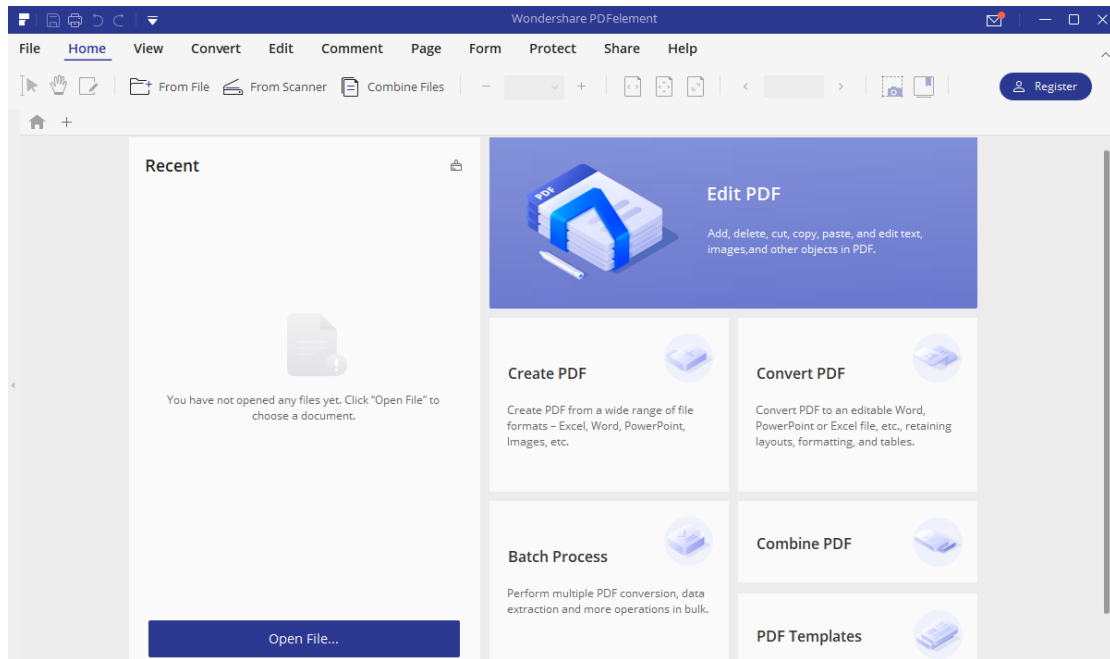 Wondershare PDFelement
File Home View Convert Edit Comment Page Form Protect Share Help
From File From Scanner Combine Files Register
Recent
You have not opened any files yet. Click "Open File" to
choose a document.
Open File...
PDF
Edit PDF
Add, delete, cut, copy, paste, and edit text,
images,and other objects in PDF.
Create PDF
Create PDF from a wide range of file
formats – Excel, Word, PowerPoint,
Images, etc.
Convert PDF
Convert PDF to an editable Word,
PowerPoint or Excel file, etc., retaining
layouts, formatting, and tables.
Batch Process
Perform multiple PDF conversion, data
extraction and more operations in bulk.
Combine PDF
PDF Templates